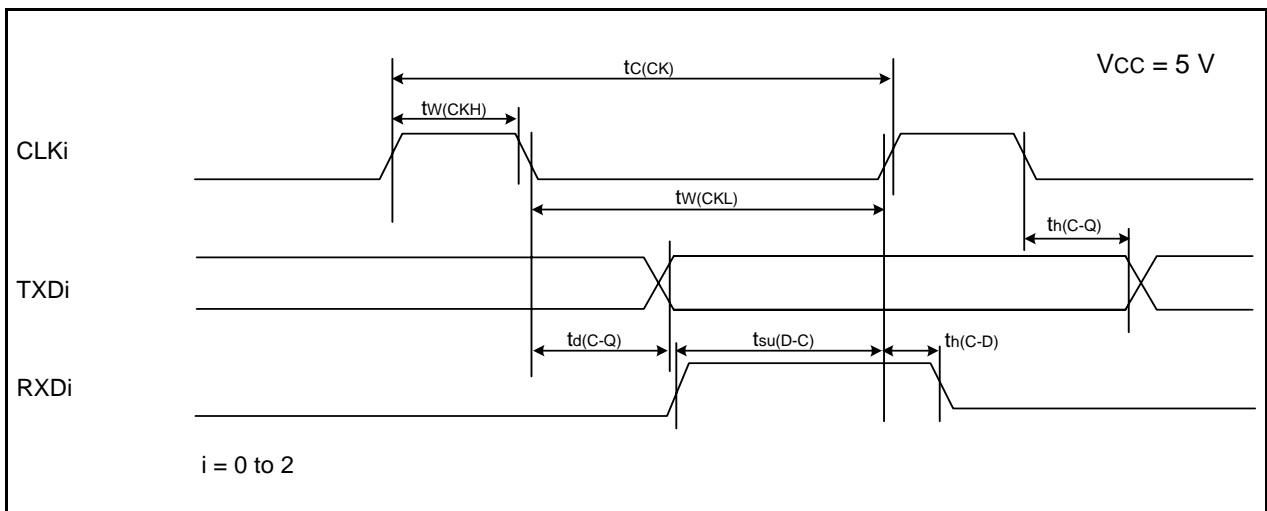 VCC = 5 V
tC(CK)
tW(CKH)
CLKi
tW(CKL)
th(C-Q)
TXDi
td(C-Q)
tsu(D-C)
th(C-D)
RXDi
i = 0 to 2